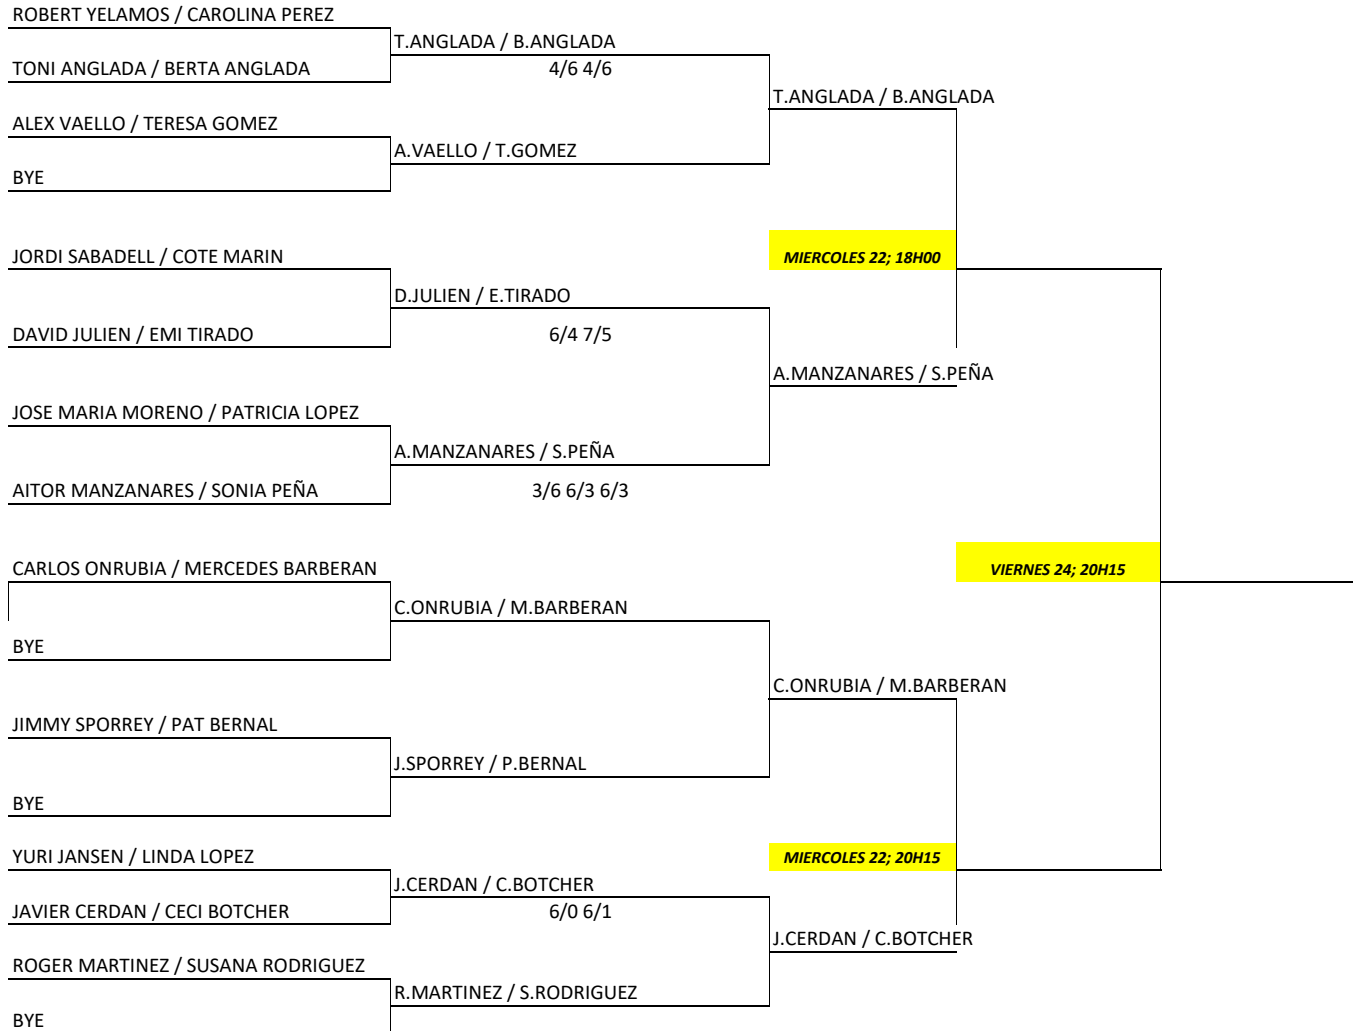 ROBERT YELAMOS / CAROLINA PEREZ
T.ANGLADA / B.ANGLADA
TONI ANGLADA / BERTA ANGLADA
4/6 4/6
T.ANGLADA / B.ANGLADA
ALEX VAELLO / TERESA GOMEZ
A.VAELLO / T.GOMEZ
BYE
JORDI SABADELL / COTE MARIN
MIERCOLES 22; 18H00
D.JULIEN / E.TIRADO
DAVID JULIEN / EMI TIRADO
6/4 7/5
A.MANZANARES / S.PEÑA
JOSE MARIA MORENO / PATRICIA LOPEZ
A.MANZANARES / S.PEÑA
AITOR MANZANARES / SONIA PEÑA
3/6 6/3 6/3
CARLOS ONRUBIA / MERCEDES BARBERAN
VIERNES 24; 20H15
C.ONRUBIA / M.BARBERAN
BYE
C.ONRUBIA / M.BARBERAN
JIMMY SPORREY / PAT BERNAL
J.SPORREY / P.BERNAL
BYE
YURI JANSEN / LINDA LOPEZ
MIERCOLES 22; 20H15
J.CERDAN / C.BOTCHER
JAVIER CERDAN / CECI BOTCHER
6/0 6/1
J.CERDAN / C.BOTCHER
ROGER MARTINEZ / SUSANA RODRIGUEZ
R.MARTINEZ / S.RODRIGUEZ
BYE